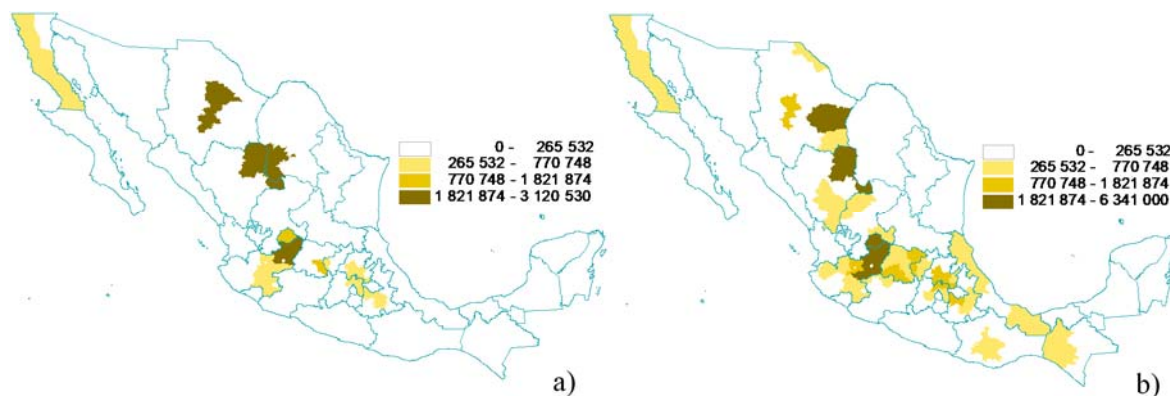 0 - 265 532
265 532 - 770 748
770 748 - 1 821 874
1 821 874 - 3 120 530
a)
0 - 265 532
265 532 - 770 748
770 748 - 1 821 874
1 821 874 - 6 341 000
b)